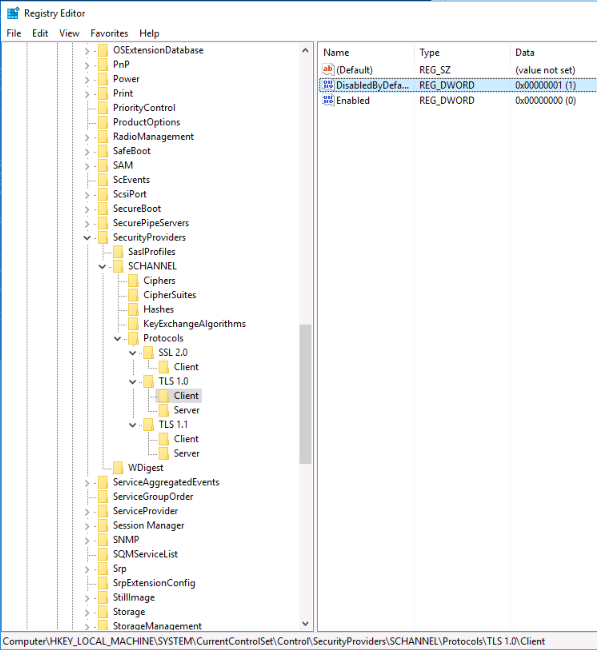 Registry Editor
File Edit View Favorites Help
OSExtensionDatabase
PnP
Power
Print
PriorityControl
ProductOptions
RadioManagement
SafeBoot
SAM
ScEvents
ScsiPort
SecureBoot
SecurePipeServers
SecurityProviders
SaslProfiles
SCHANNEL
Ciphers
CipherSuites
Hashes
KeyExchangeAlgorithms
Protocols
SSL 2.0
Client
TLS 1.0
Client
Server
TLS 1.1
Client
Server
WDigest
ServiceAggregatedEvents
ServiceGroupOrder
ServiceProvider
Session Manager
SNMP
SQMServiceList
Srp
SrpExtensionConfig
StillImage
Storage
StorageManagement
Name Type Data
(Default) REG_SZ (value not set)
DisabledByDefa... REG_DWORD 0x00000001 (1)
Enabled REG_DWORD 0x00000000 (0)
Computer\HKEY_LOCAL_MACHINE\SYSTEM\CurrentControlSet\Control\SecurityProviders\SCHANNEL\Protocols\TLS 1.0\Client